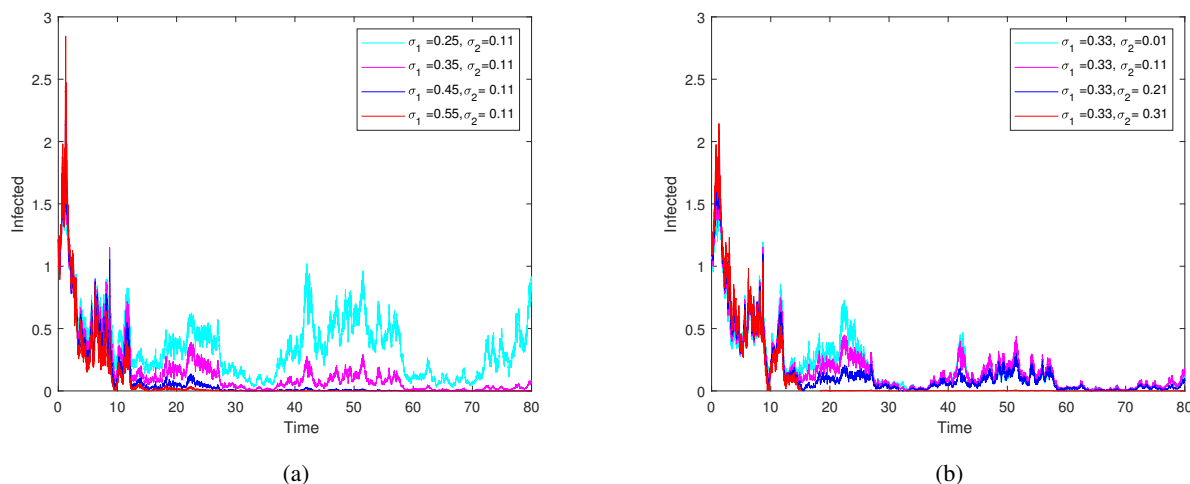 3
2.5
2
1.5
1
0.5
0
Infected
0 10 20 30 40 50 60 70 80
Time
σ1 =0.25, σ2=0.11
σ1 =0.35, σ2=0.11
σ1 =0.45,σ2= 0.11
σ1 =0.55,σ2= 0.11
(a)
3
2.5
2
1.5
1
0.5
0
Infected
0 10 20 30 40 50 60 70 80
Time
σ1 =0.33, σ2=0.01
σ1 =0.33, σ2=0.11
σ1 =0.33,σ2= 0.21
σ1 =0.33,σ2= 0.31
(b)